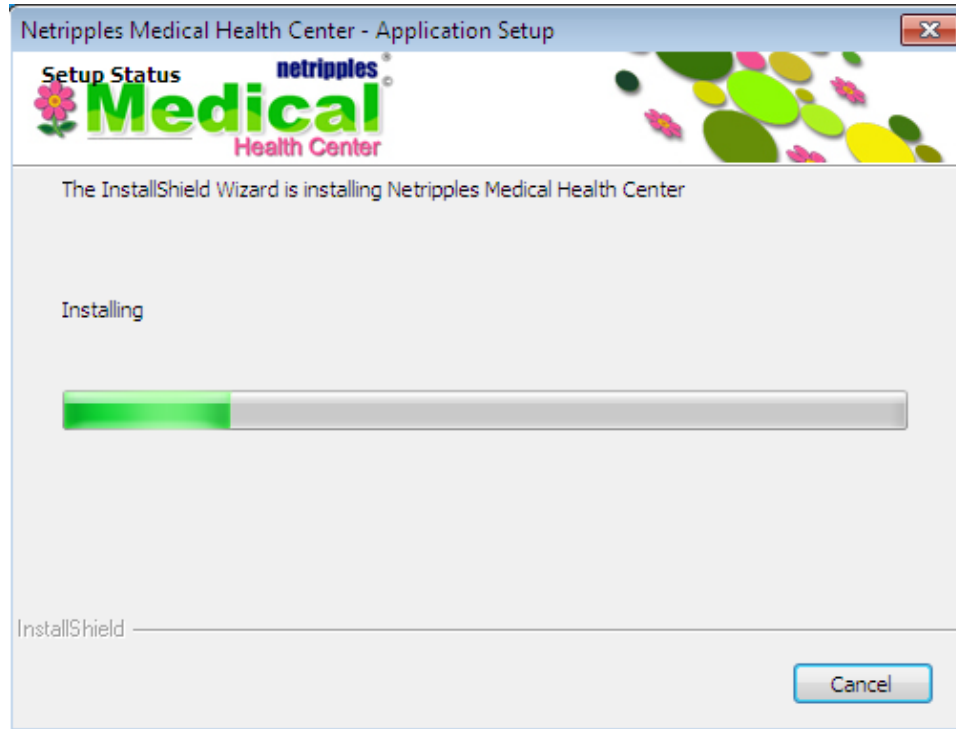 Netripples Medical Health Center - Application Setup
Setup Status
netripples
Medical
Health Center
The InstallShield Wizard is installing Netripples Medical Health Center
Installing
InstallShield
Cancel